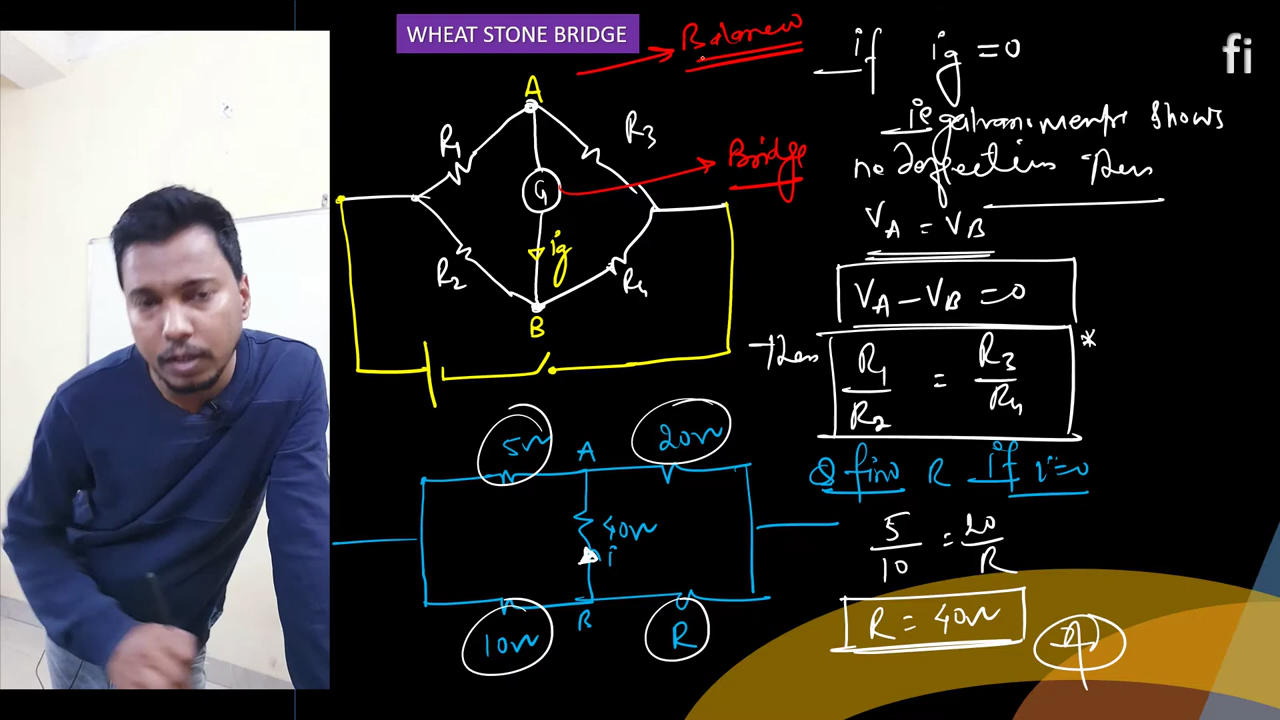 WHEAT STONE BRIDGE
Balance
if ig = 0
fi
ie galvanometer shows
no deflection then
Bridge
A
R1
R3
G
ig
R2
R4
B
VA = VB
VA - VB = 0
then
R1/R2 = R3/R4 *
Q find R if i=0
5Ω
A
20Ω
40Ω
i
10Ω
B
R
5/10 = 20/R
R = 40Ω